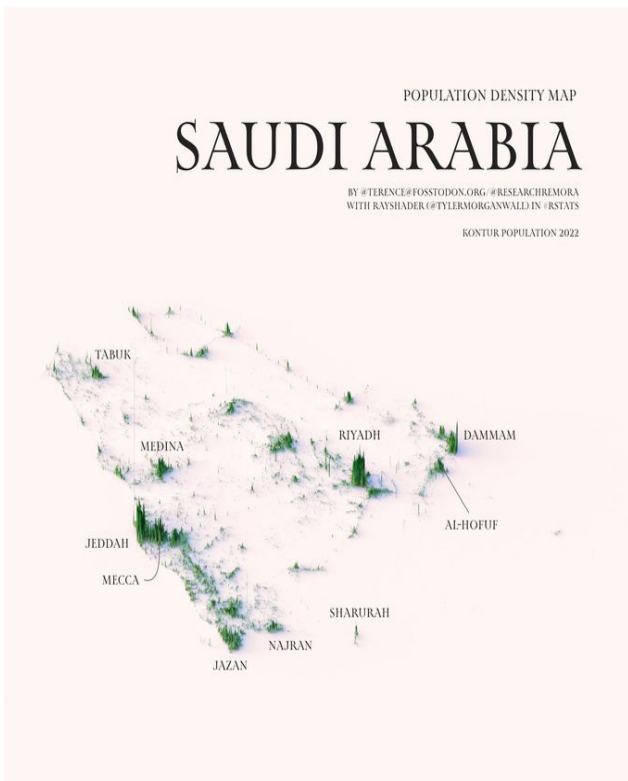 POPULATION DENSITY MAP
SAUDI ARABIA
BY @TERENCE@FOSSTODON.ORG/@RESEARCHREMORA
WITH RAYSHADER (@TYLERMORGANWALL) IN #RSTATS
KONTUR POPULATION 2022
TABUK
MEDINA
RIYADH
DAMMAM
AL-HOFUF
JEDDAH
MECCA
SHARURAH
NAJRAN
JAZAN